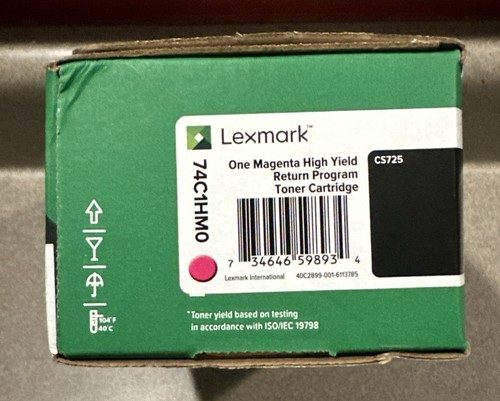 Lexmark™
74C1HM0
One Magenta High Yield
Return Program
Toner Cartridge
CS725
7 34646 59893 4
Lexmark International 40C2899-001-6113785
*Toner yield based on testing
in accordance with ISO/IEC 19798
104°F
40°C